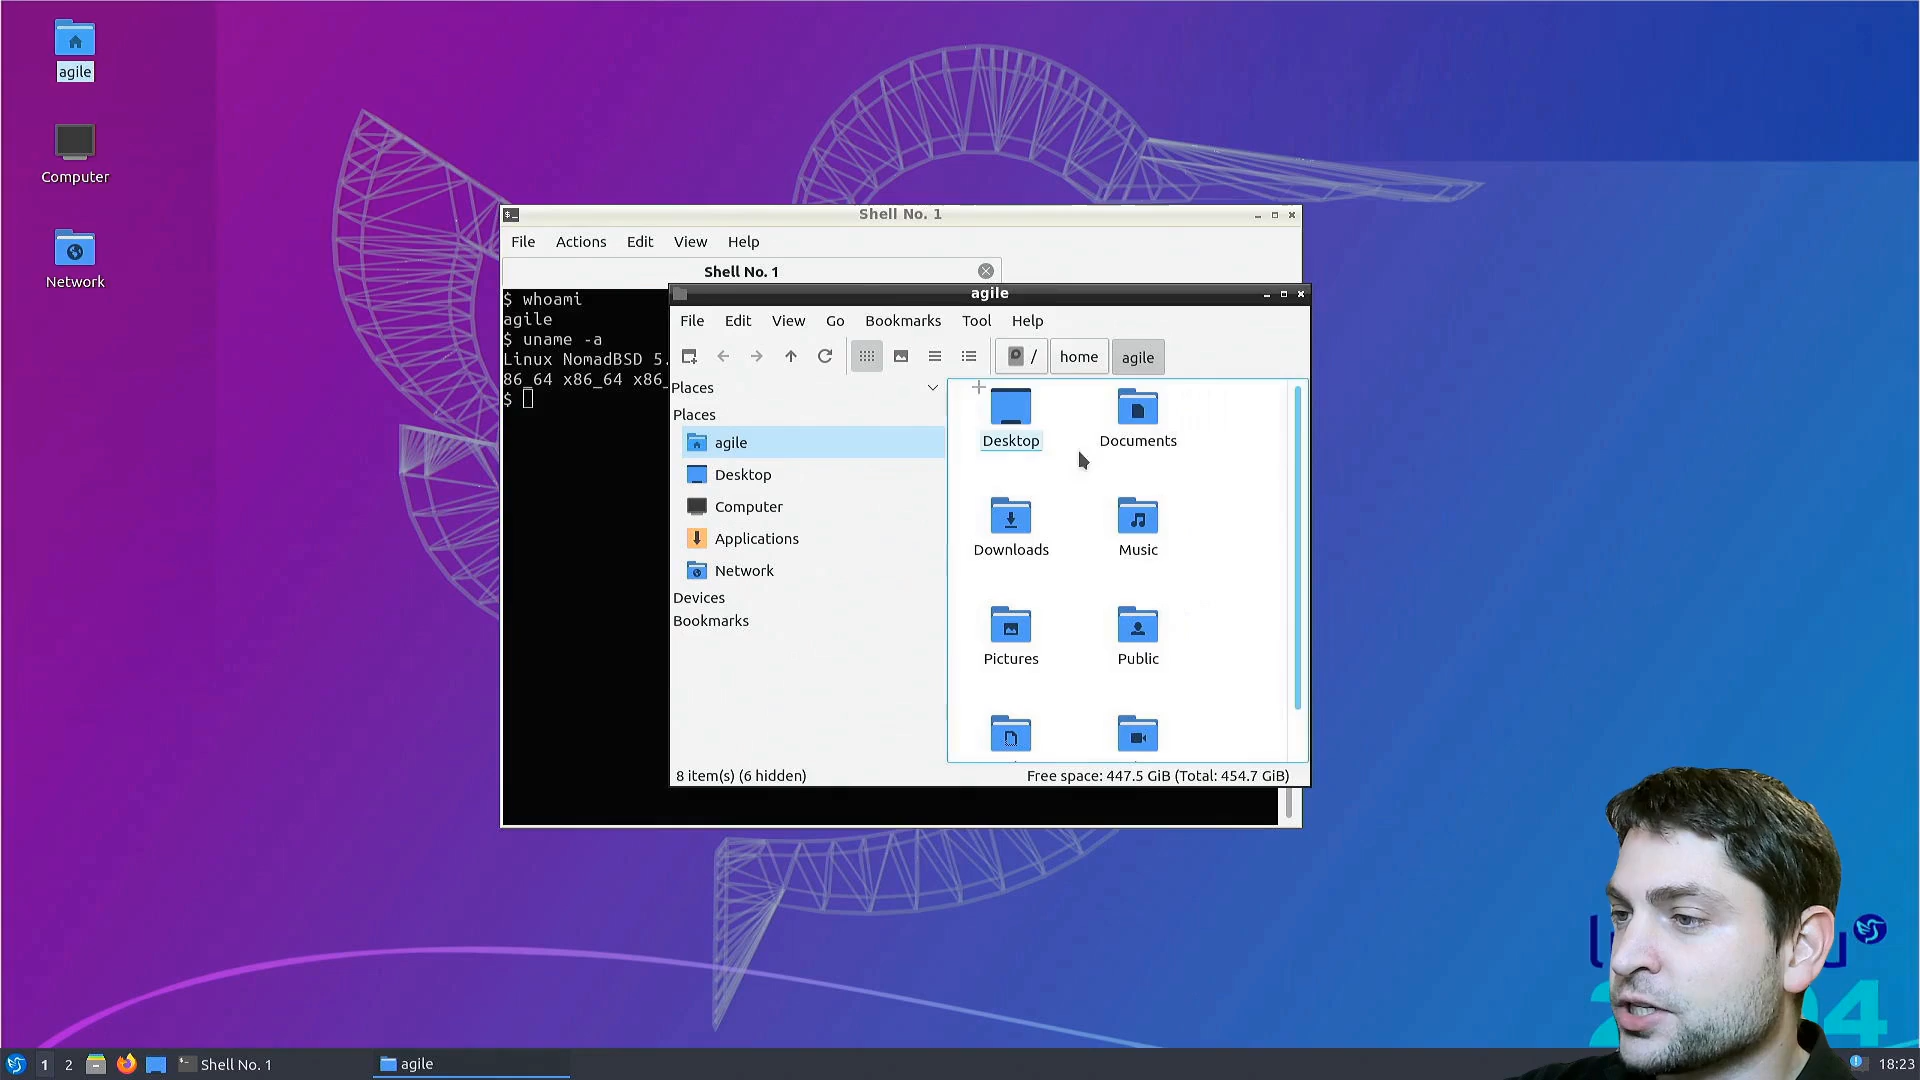 agile
Computer
Network
Shell No. 1
File Actions Edit View Help
Shell No. 1
$ whoami
agile
$ uname -a
Linux NomadBSD 5.
86_64 x86_64 x86_
$
agile
File Edit View Go Bookmarks Tool Help
/ home agile
Places
Places
agile
Desktop
Computer
Applications
Network
Devices
Bookmarks
Desktop Documents
Downloads Music
Pictures Public
8 item(s) (6 hidden) Free space: 447.5 GiB (Total: 454.7 GiB)
1 2 Shell No. 1 agile 18:23